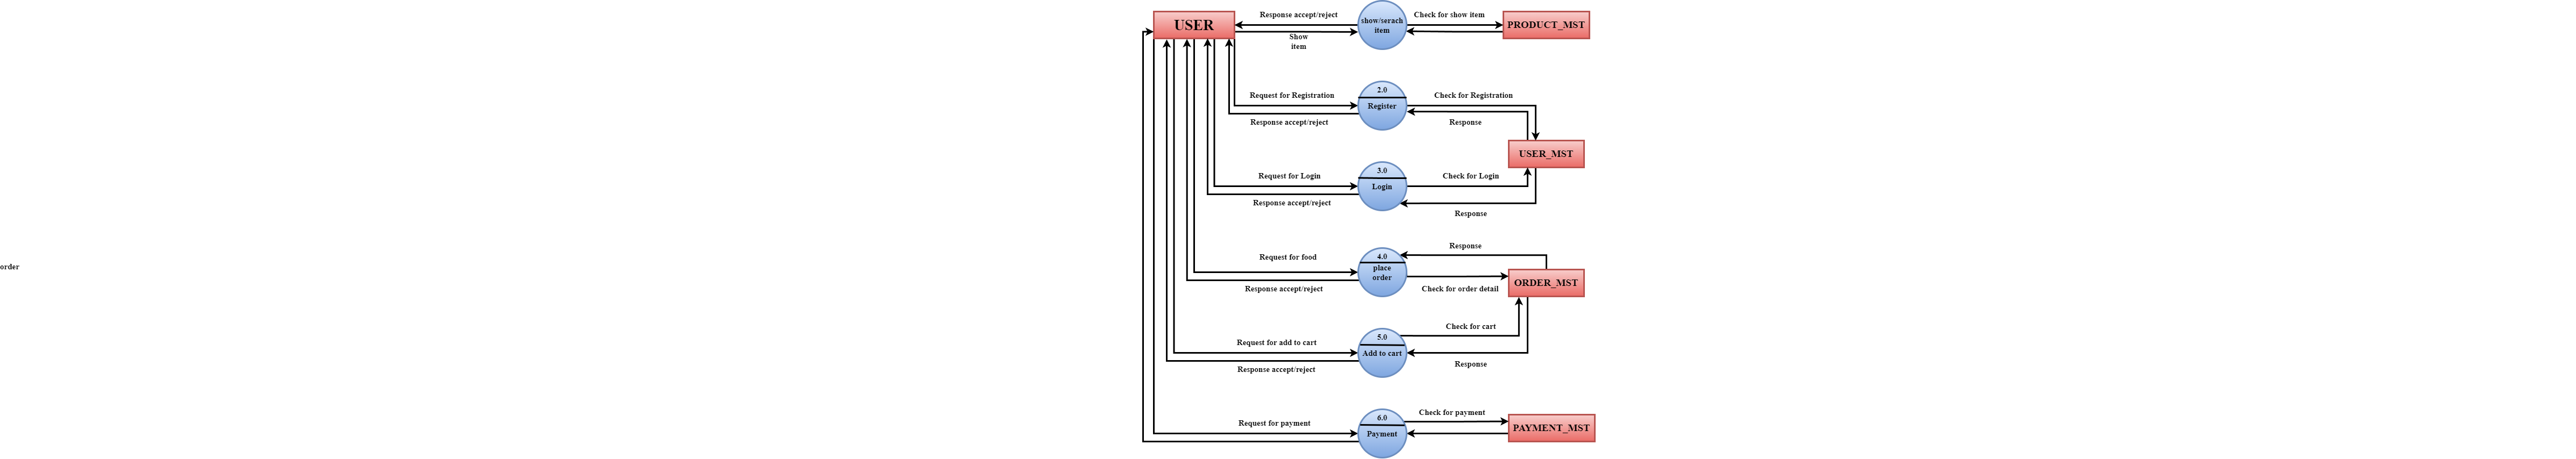 USER
Response accept/reject
show/serach
item
Check for show item
PRODUCT_MST
Show
item
2.0
Request for Registration
Register
Check for Registration
Response accept/reject
Response
USER_MST
3.0
Request for Login
Login
Check for Login
Response accept/reject
Response
Response
4.0
Request for food
place
order
order
ORDER_MST
Response accept/reject
Check for order detail
Check for cart
5.0
Request for add to cart
Add to cart
Response accept/reject
Response
Check for payment
6.0
Request for payment
Payment
PAYMENT_MST